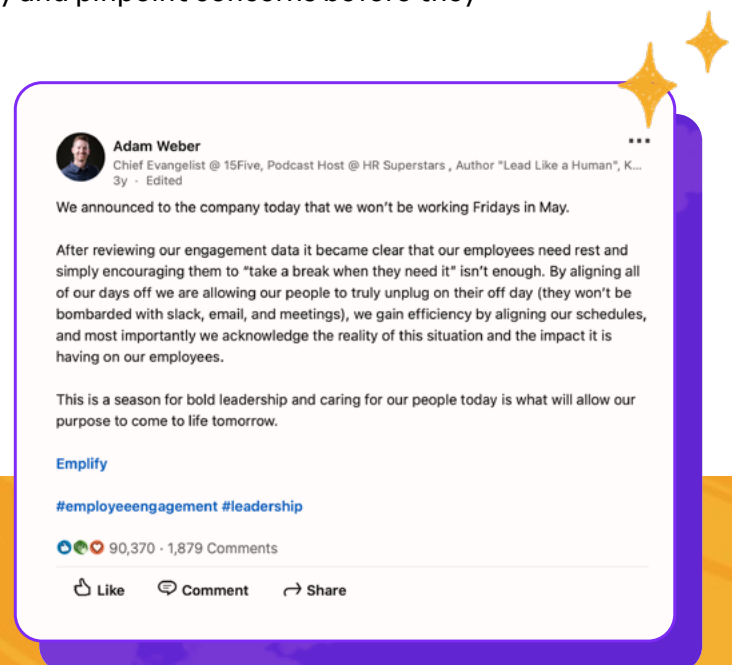 and pinpoint concerns before they
Adam Weber
Chief Evangelist @ 15Five, Podcast Host @ HR Superstars , Author "Lead Like a Human", K...
3y · Edited
We announced to the company today that we won't be working Fridays in May.
After reviewing our engagement data it became clear that our employees need rest and
simply encouraging them to "take a break when they need it" isn't enough. By aligning all
of our days off we are allowing our people to truly unplug on their off day (they won't be
bombarded with slack, email, and meetings), we gain efficiency by aligning our schedules,
and most importantly we acknowledge the reality of this situation and the impact it is
having on our employees.
This is a season for bold leadership and caring for our people today is what will allow our
purpose to come to life tomorrow.
Emplify
#employeeengagement #leadership
90,370 · 1,879 Comments
Like Comment Share